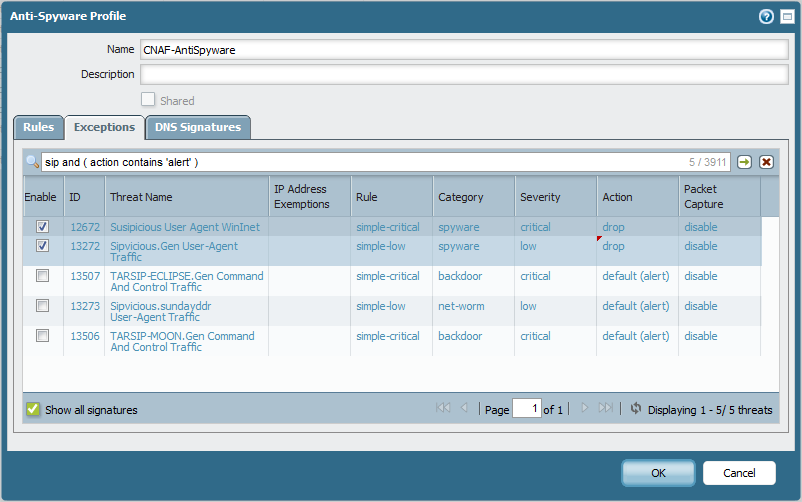 Anti-Spyware Profile
Name CNAF-AntiSpyware
Description
Shared
Rules Exceptions DNS Signatures
sip and ( action contains 'alert' ) 5 / 3911
Enable ID Threat Name IP Address Exemptions Rule Category Severity Action Packet Capture
12672 Susipicious User Agent WinInet simple-critical spyware critical drop disable
13272 Sipvicious.Gen User-Agent Traffic simple-low spyware low drop disable
13507 TARSIP-ECLIPSE.Gen Command And Control Traffic simple-critical backdoor critical default (alert) disable
13273 Sipvicious.sundayddr User-Agent Traffic simple-low net-worm low default (alert) disable
13506 TARSIP-MOON.Gen Command And Control Traffic simple-critical backdoor critical default (alert) disable
Show all signatures Page 1 of 1 Displaying 1 - 5/ 5 threats
OK Cancel